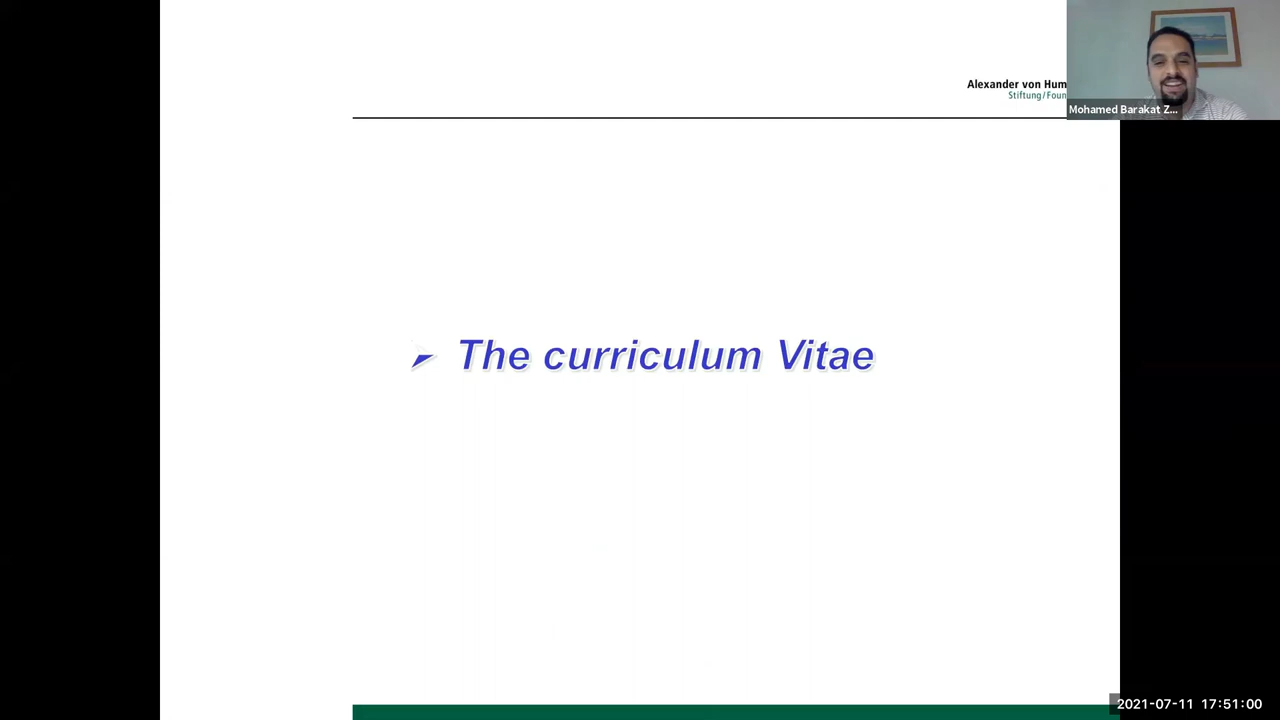 Alexander von Hum
Stiftung/Foun
Mohamed Barakat Z...
The curriculum Vitae
2021-07-11 17:51:00